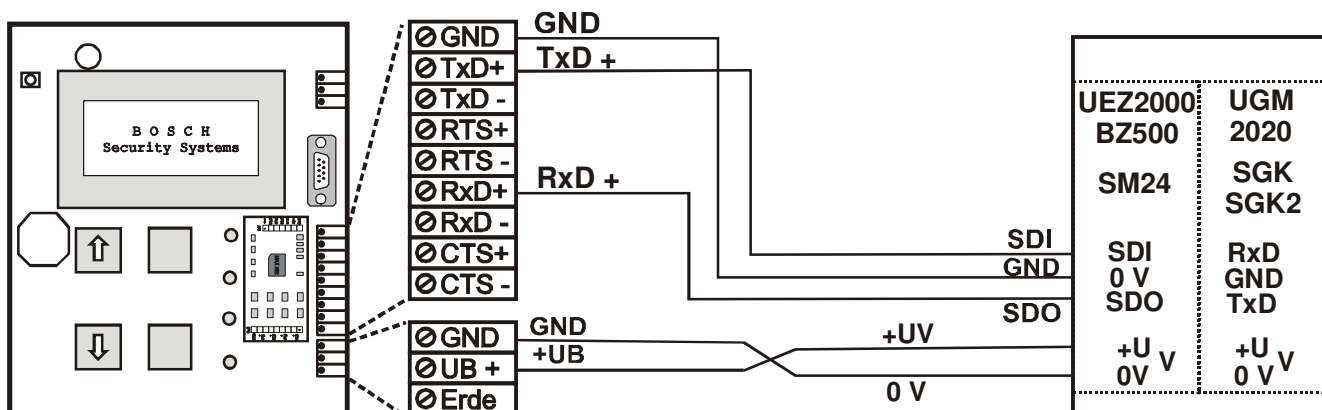 B O S C H
Security Systems
GND
TxD+
TxD -
RTS+
RTS -
RxD+
RxD -
CTS+
CTS -
GND
UB +
Erde
GND
TxD +
RxD +
GND
+UB
SDI
GND
SDO
+UV
0 V
UEZ2000
BZ500
SM24
SDI
0 V
SDO
+U V
0V
UGM
2020
SGK
SGK2
RxD
GND
TxD
+U V
0 V